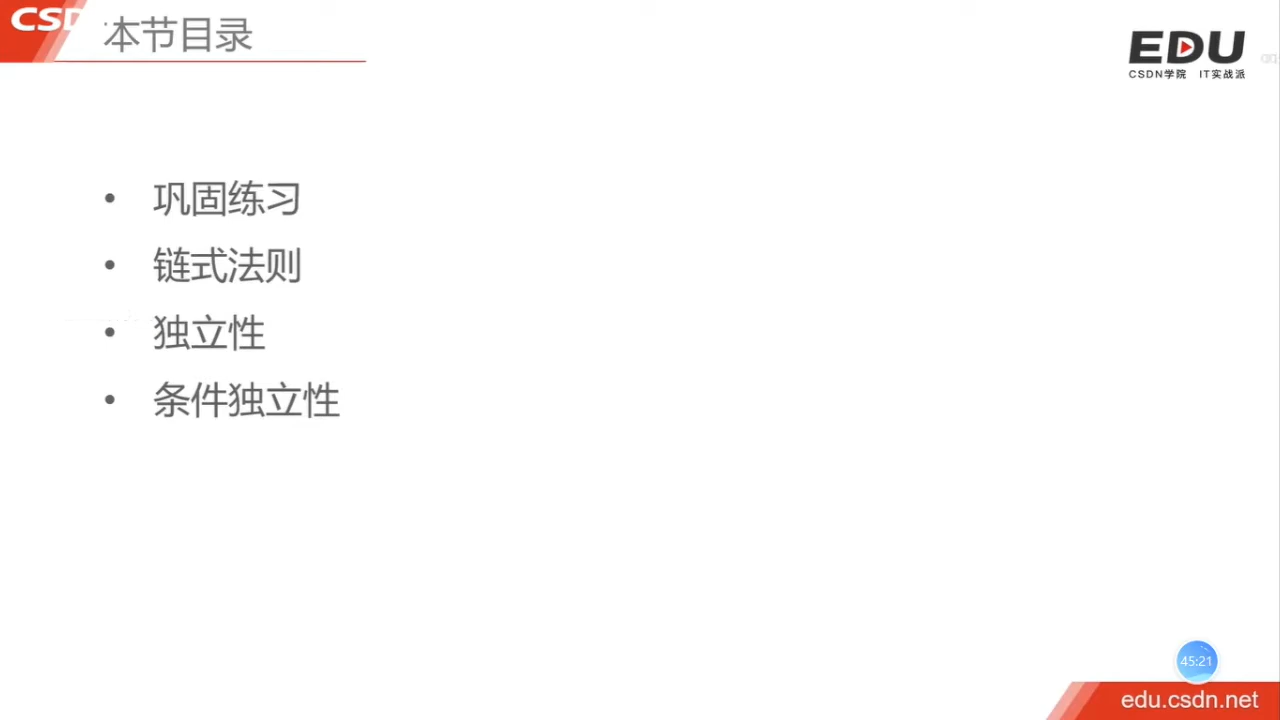 CSD
本节目录
EDU
CSDN学院 IT实战派
• 巩固练习
• 链式法则
• 独立性
• 条件独立性
45:21
edu.csdn.net